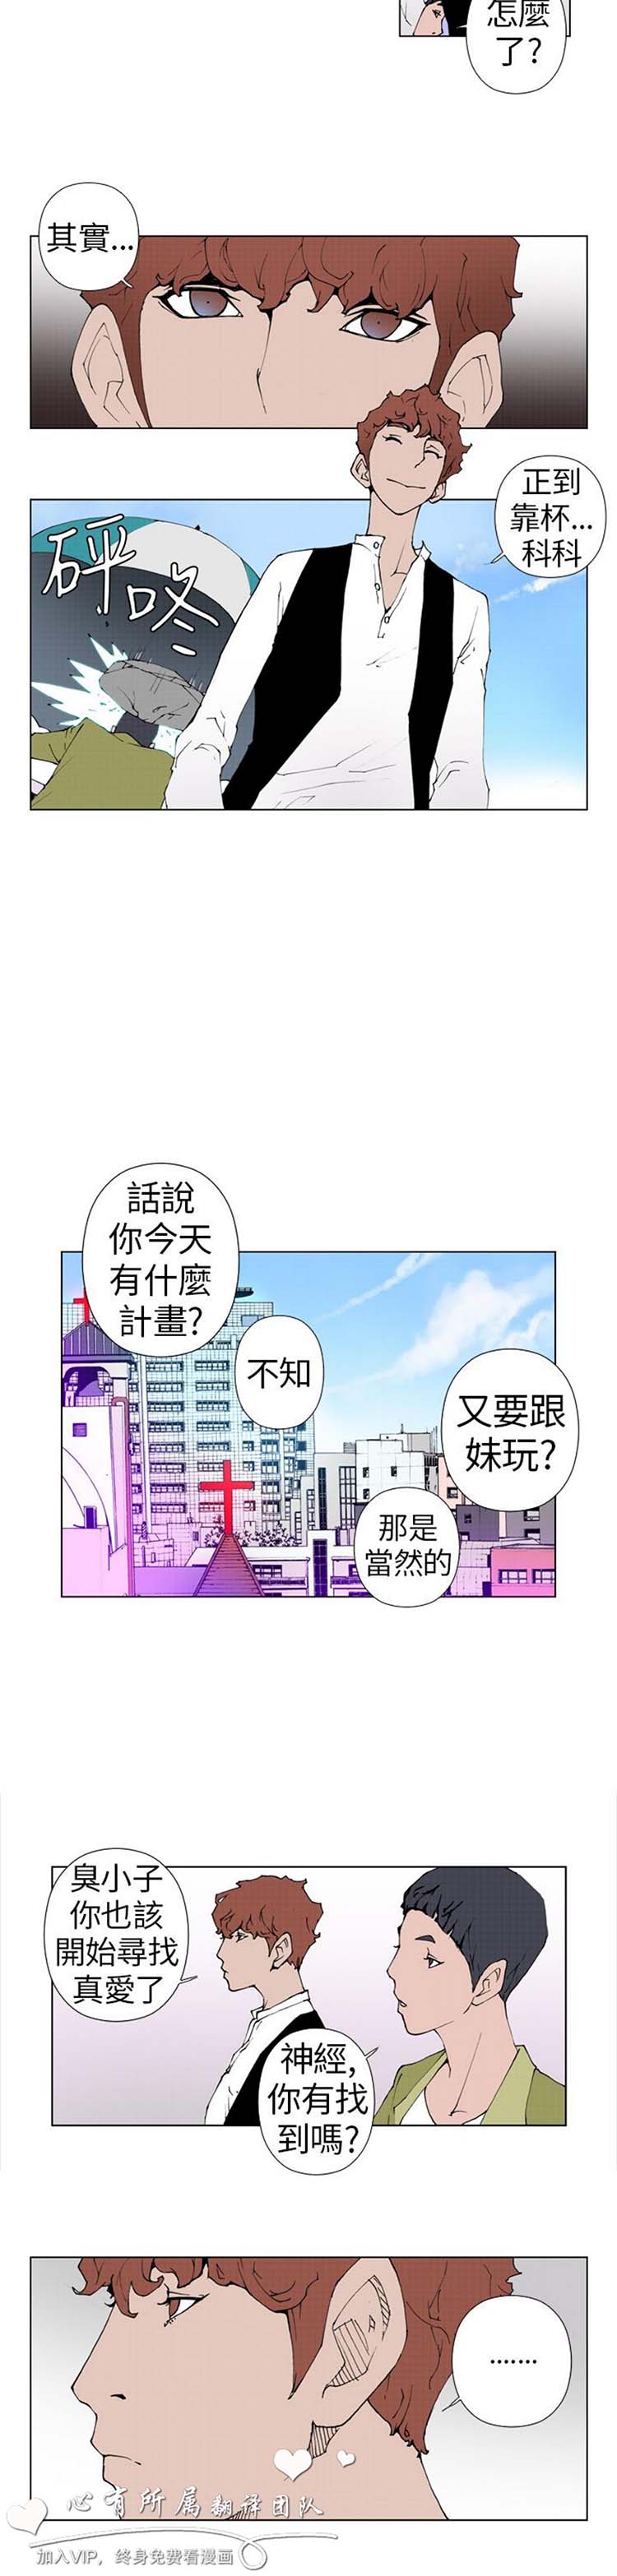 怎麼
了?
其實...
正到
靠杯...
科科
砰咚
話說
你今天
有什麼
計畫?
不知
又要跟
妹玩?
那是
當然的
臭小子
你也該
開始尋找
真愛了
神經,
你有找
到嗎?
.......
心有所属翻译团队
加入VIP，终身免费看漫画